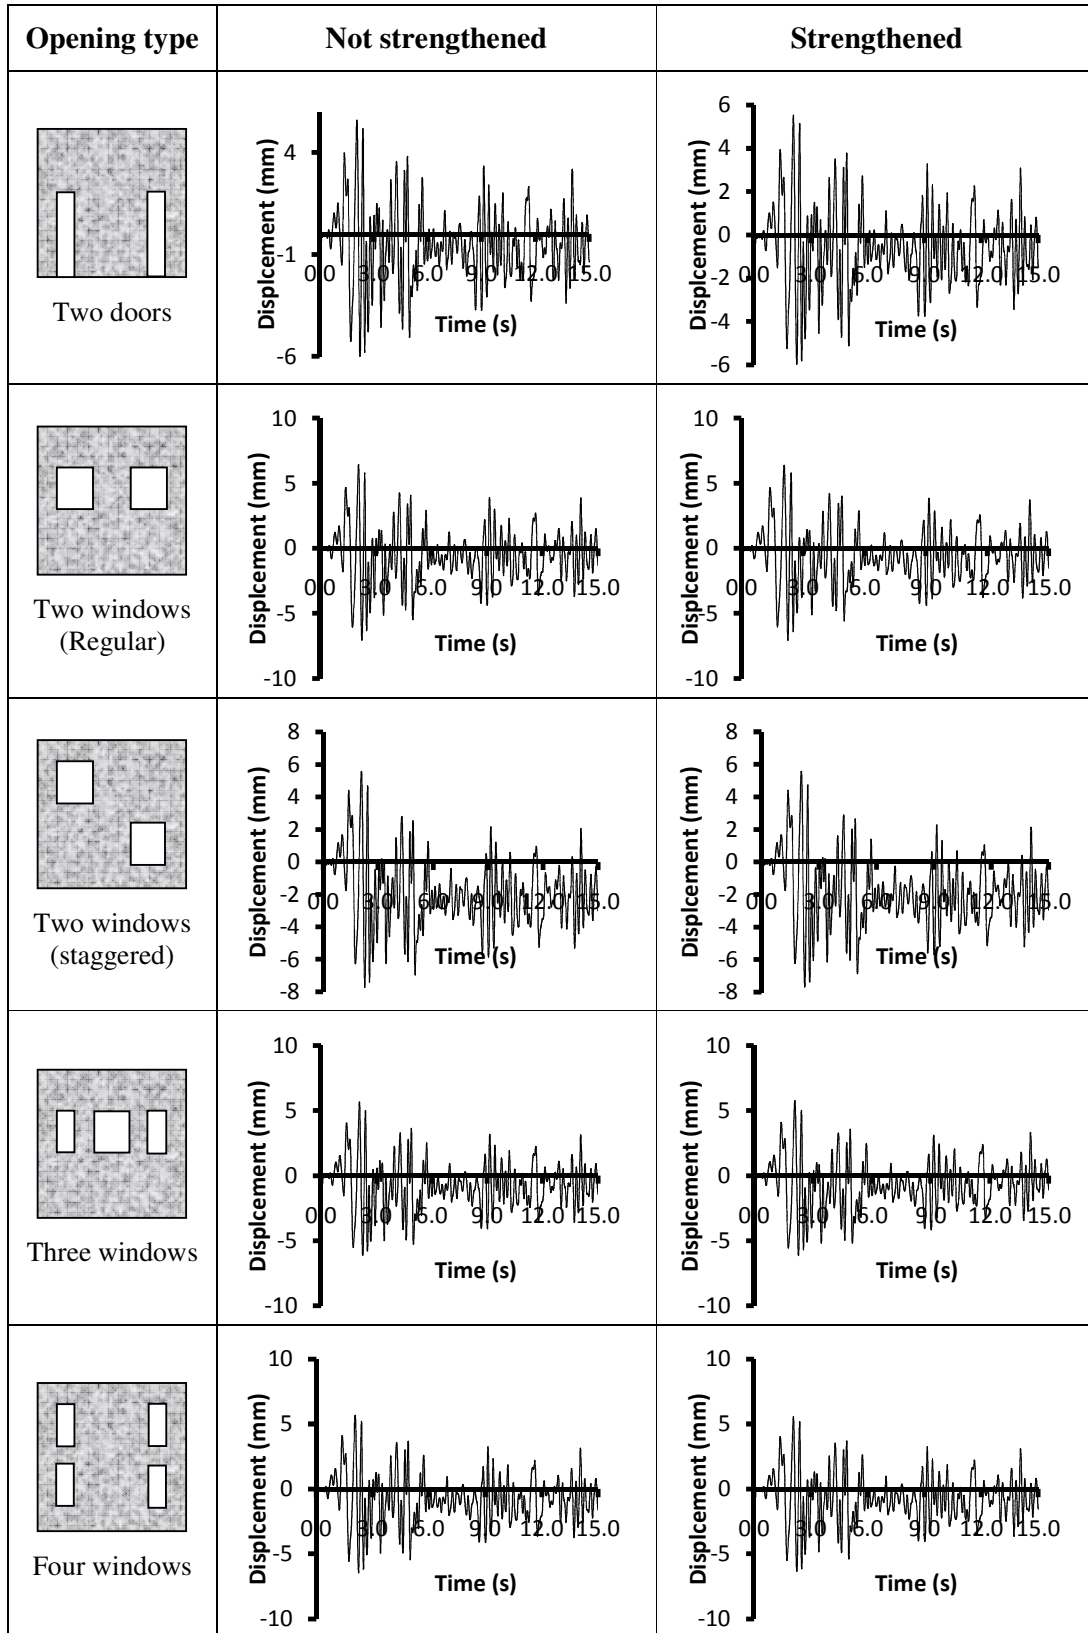 Opening type Not strengthened Strengthened
Two doors
4
-1
-6
Displcement (mm)
0.0 3.0 6.0 9.0 12.0 15.0
Time (s)
6
4
2
0
-2
-4
-6
Displcement (mm)
0.0 3.0 6.0 9.0 12.0 15.0
Time (s)
Two windows
(Regular)
10
5
0
-5
-10
Displcement (mm)
0.0 3.0 6.0 9.0 12.0 15.0
Time (s)
10
5
0
-5
-10
Displcement (mm)
0.0 3.0 6.0 9.0 12.0 15.0
Time (s)
Two windows
(staggered)
8
6
4
2
0
-2
-4
-6
-8
Displcement (mm)
0.0 3.0 6.0 9.0 12.0 15.0
Time (s)
8
6
4
2
0
-2
-4
-6
-8
Displcement (mm)
0.0 3.0 6.0 9.0 12.0 15.0
Time (s)
Three windows
10
5
0
-5
-10
Displcement (mm)
0.0 3.0 6.0 9.0 12.0 15.0
Time (s)
10
5
0
-5
-10
Displcement (mm)
0.0 3.0 6.0 9.0 12.0 15.0
Time (s)
Four windows
10
5
0
-5
-10
Displcement (mm)
0.0 3.0 6.0 9.0 12.0 15.0
Time (s)
10
5
0
-5
-10
Displcement (mm)
0.0 3.0 6.0 9.0 12.0 15.0
Time (s)